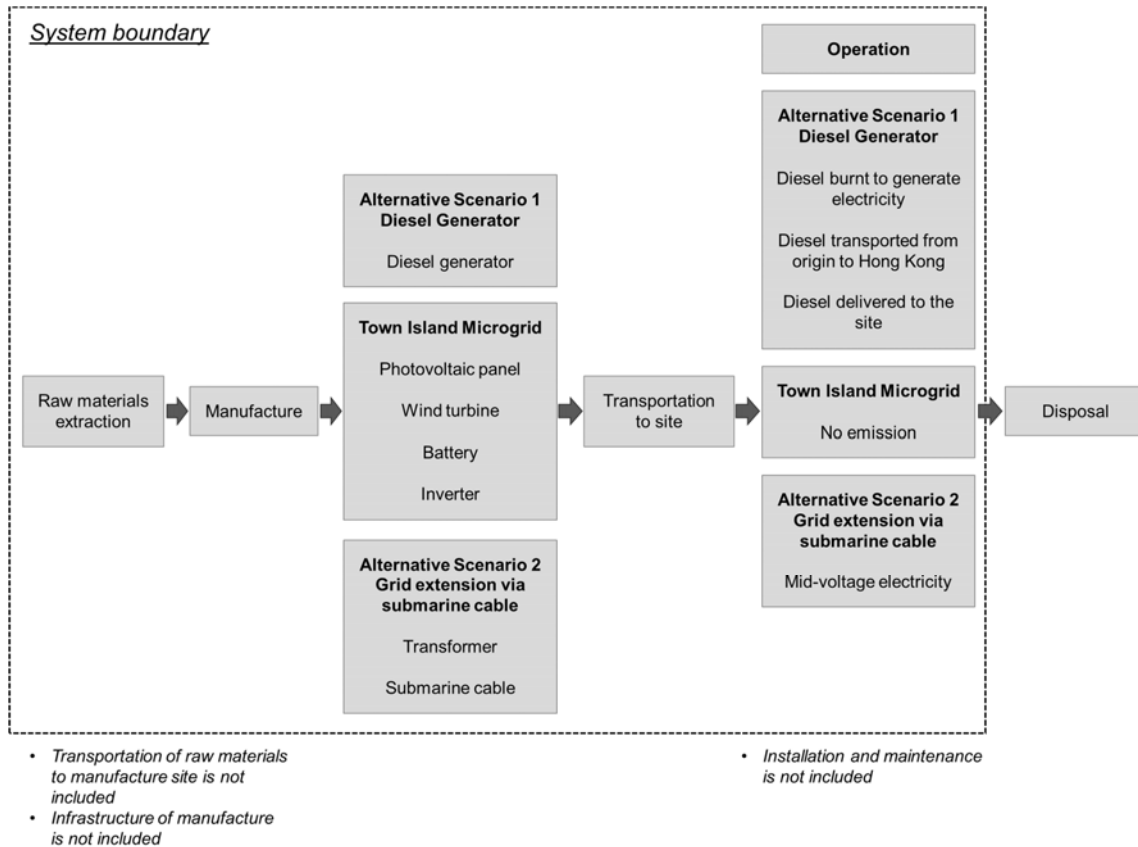 System boundary
Raw materials
extraction
Manufacture
Alternative Scenario 1
Diesel Generator
Diesel generator
Town Island Microgrid
Photovoltaic panel
Wind turbine
Battery
Inverter
Alternative Scenario 2
Grid extension via
submarine cable
Transformer
Submarine cable
Transportation
to site
Operation
Alternative Scenario 1
Diesel Generator
Diesel burnt to generate
electricity
Diesel transported from
origin to Hong Kong
Diesel delivered to the
site
Town Island Microgrid
No emission
Alternative Scenario 2
Grid extension via
submarine cable
Mid-voltage electricity
Disposal
• Transportation of raw materials
to manufacture site is not
included
• Infrastructure of manufacture
is not included
• Installation and maintenance
is not included